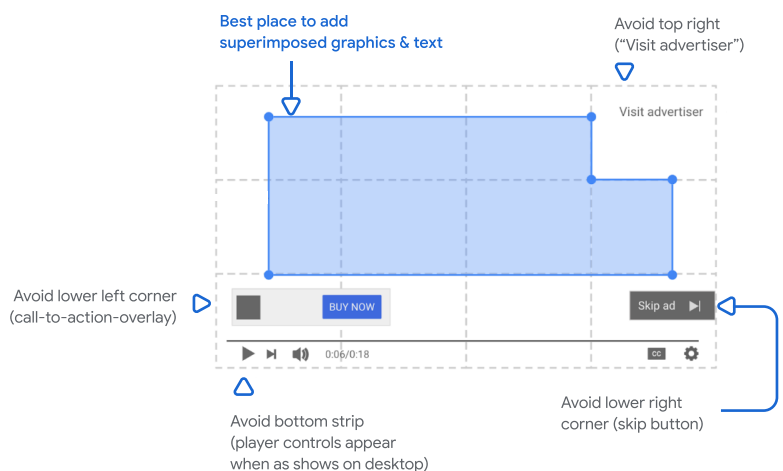 Best place to add
superimposed graphics & text
Avoid top right
(“Visit advertiser”)
Visit advertiser
Avoid lower left corner
(call-to-action-overlay)
BUY NOW
Skip ad
0:06/0:18
CC
Avoid bottom strip
(player controls appear
when as shows on desktop)
Avoid lower right
corner (skip button)